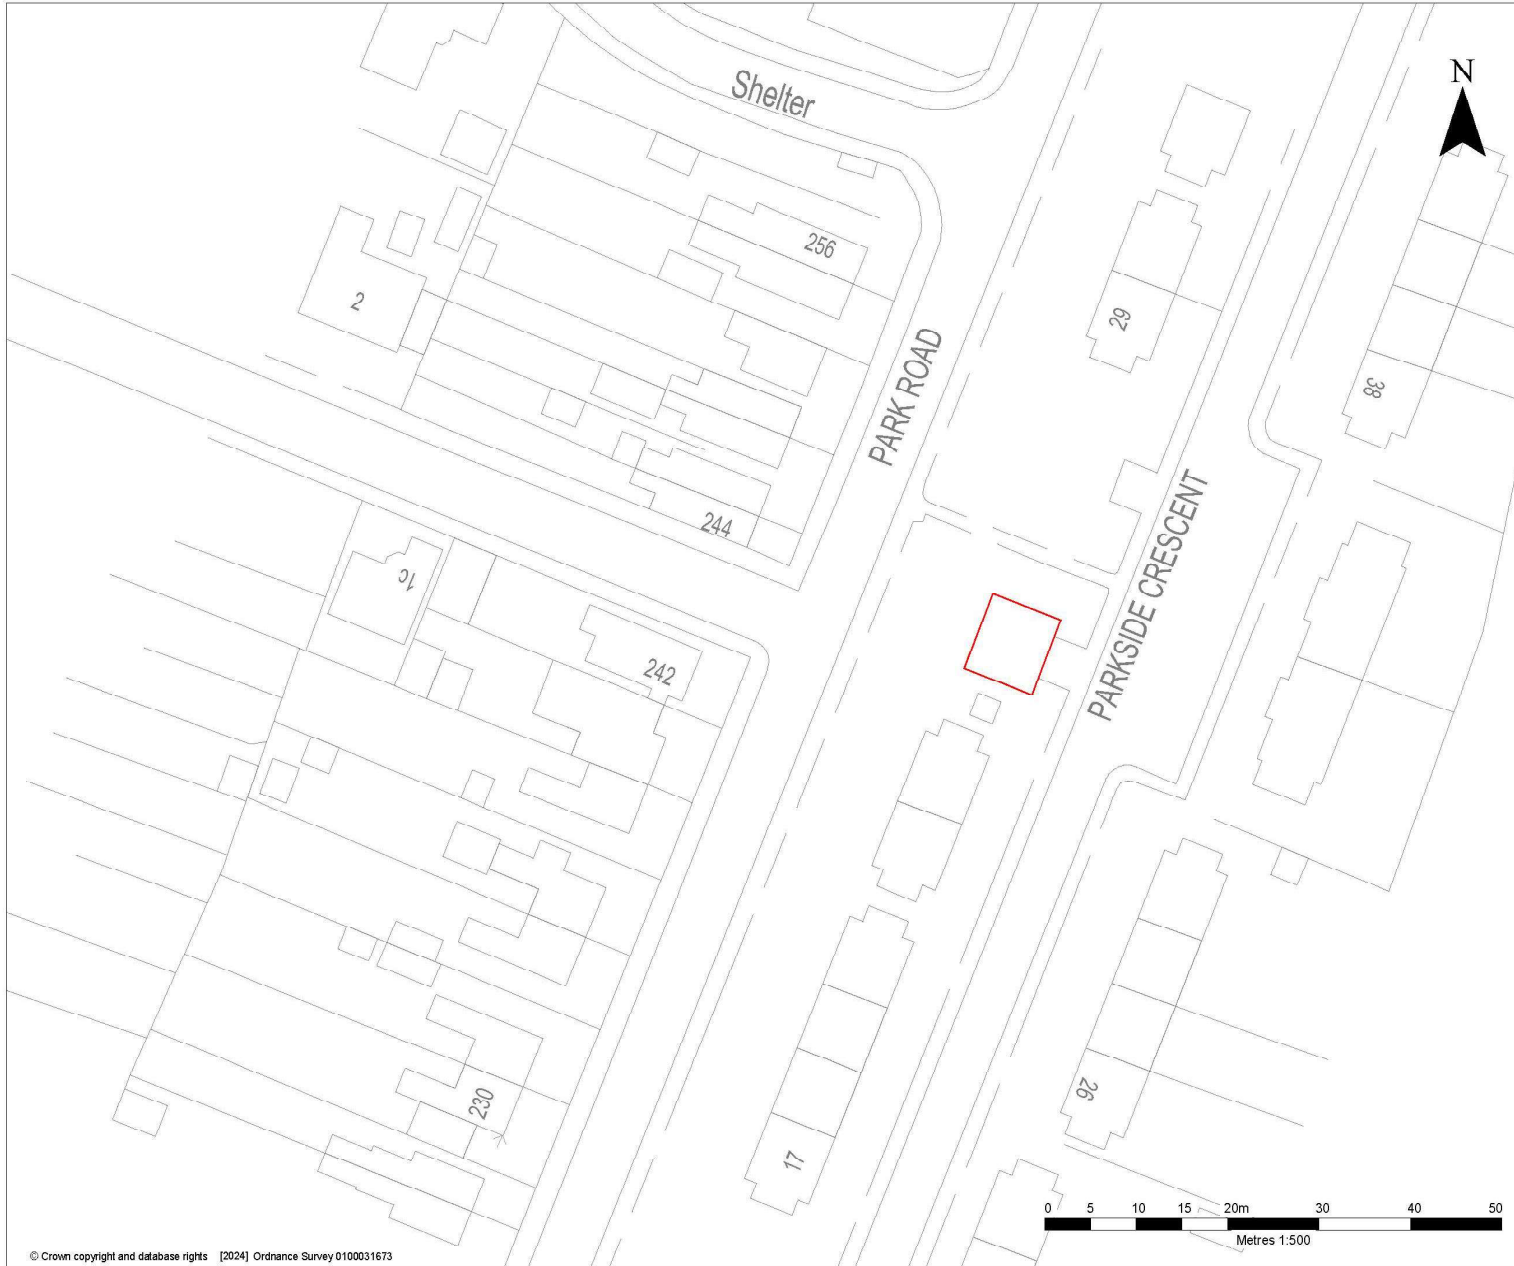 N
Shelter
256
2
29
PARK ROAD
38
244
PARKSIDE CRESCENT
1c
242
230
26
17
0 5 10 15 20m 30 40 50
Metres 1:500
© Crown copyright and database rights [2024] Ordnance Survey 0100031673